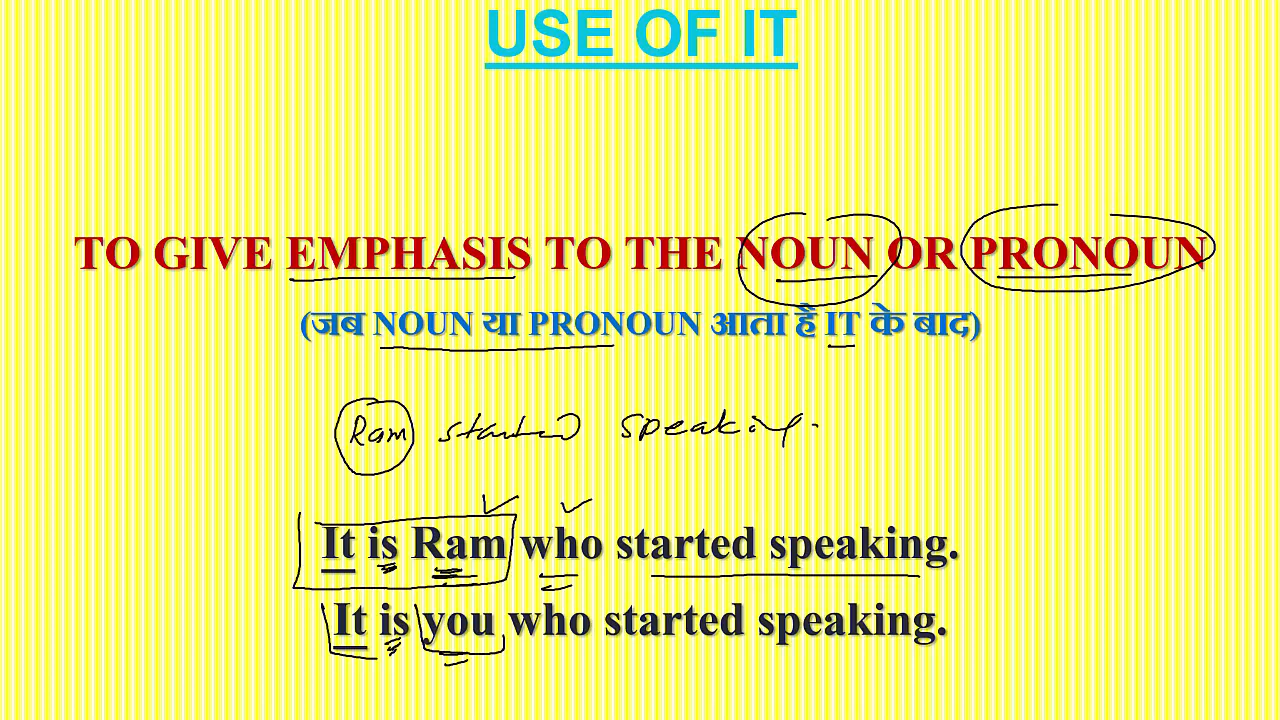 USE OF IT
TO GIVE EMPHASIS TO THE NOUN OR PRONOUN
(जब NOUN या PRONOUN आता है IT के बाद)
Ram started speaking.
It is Ram who started speaking.
It is you who started speaking.